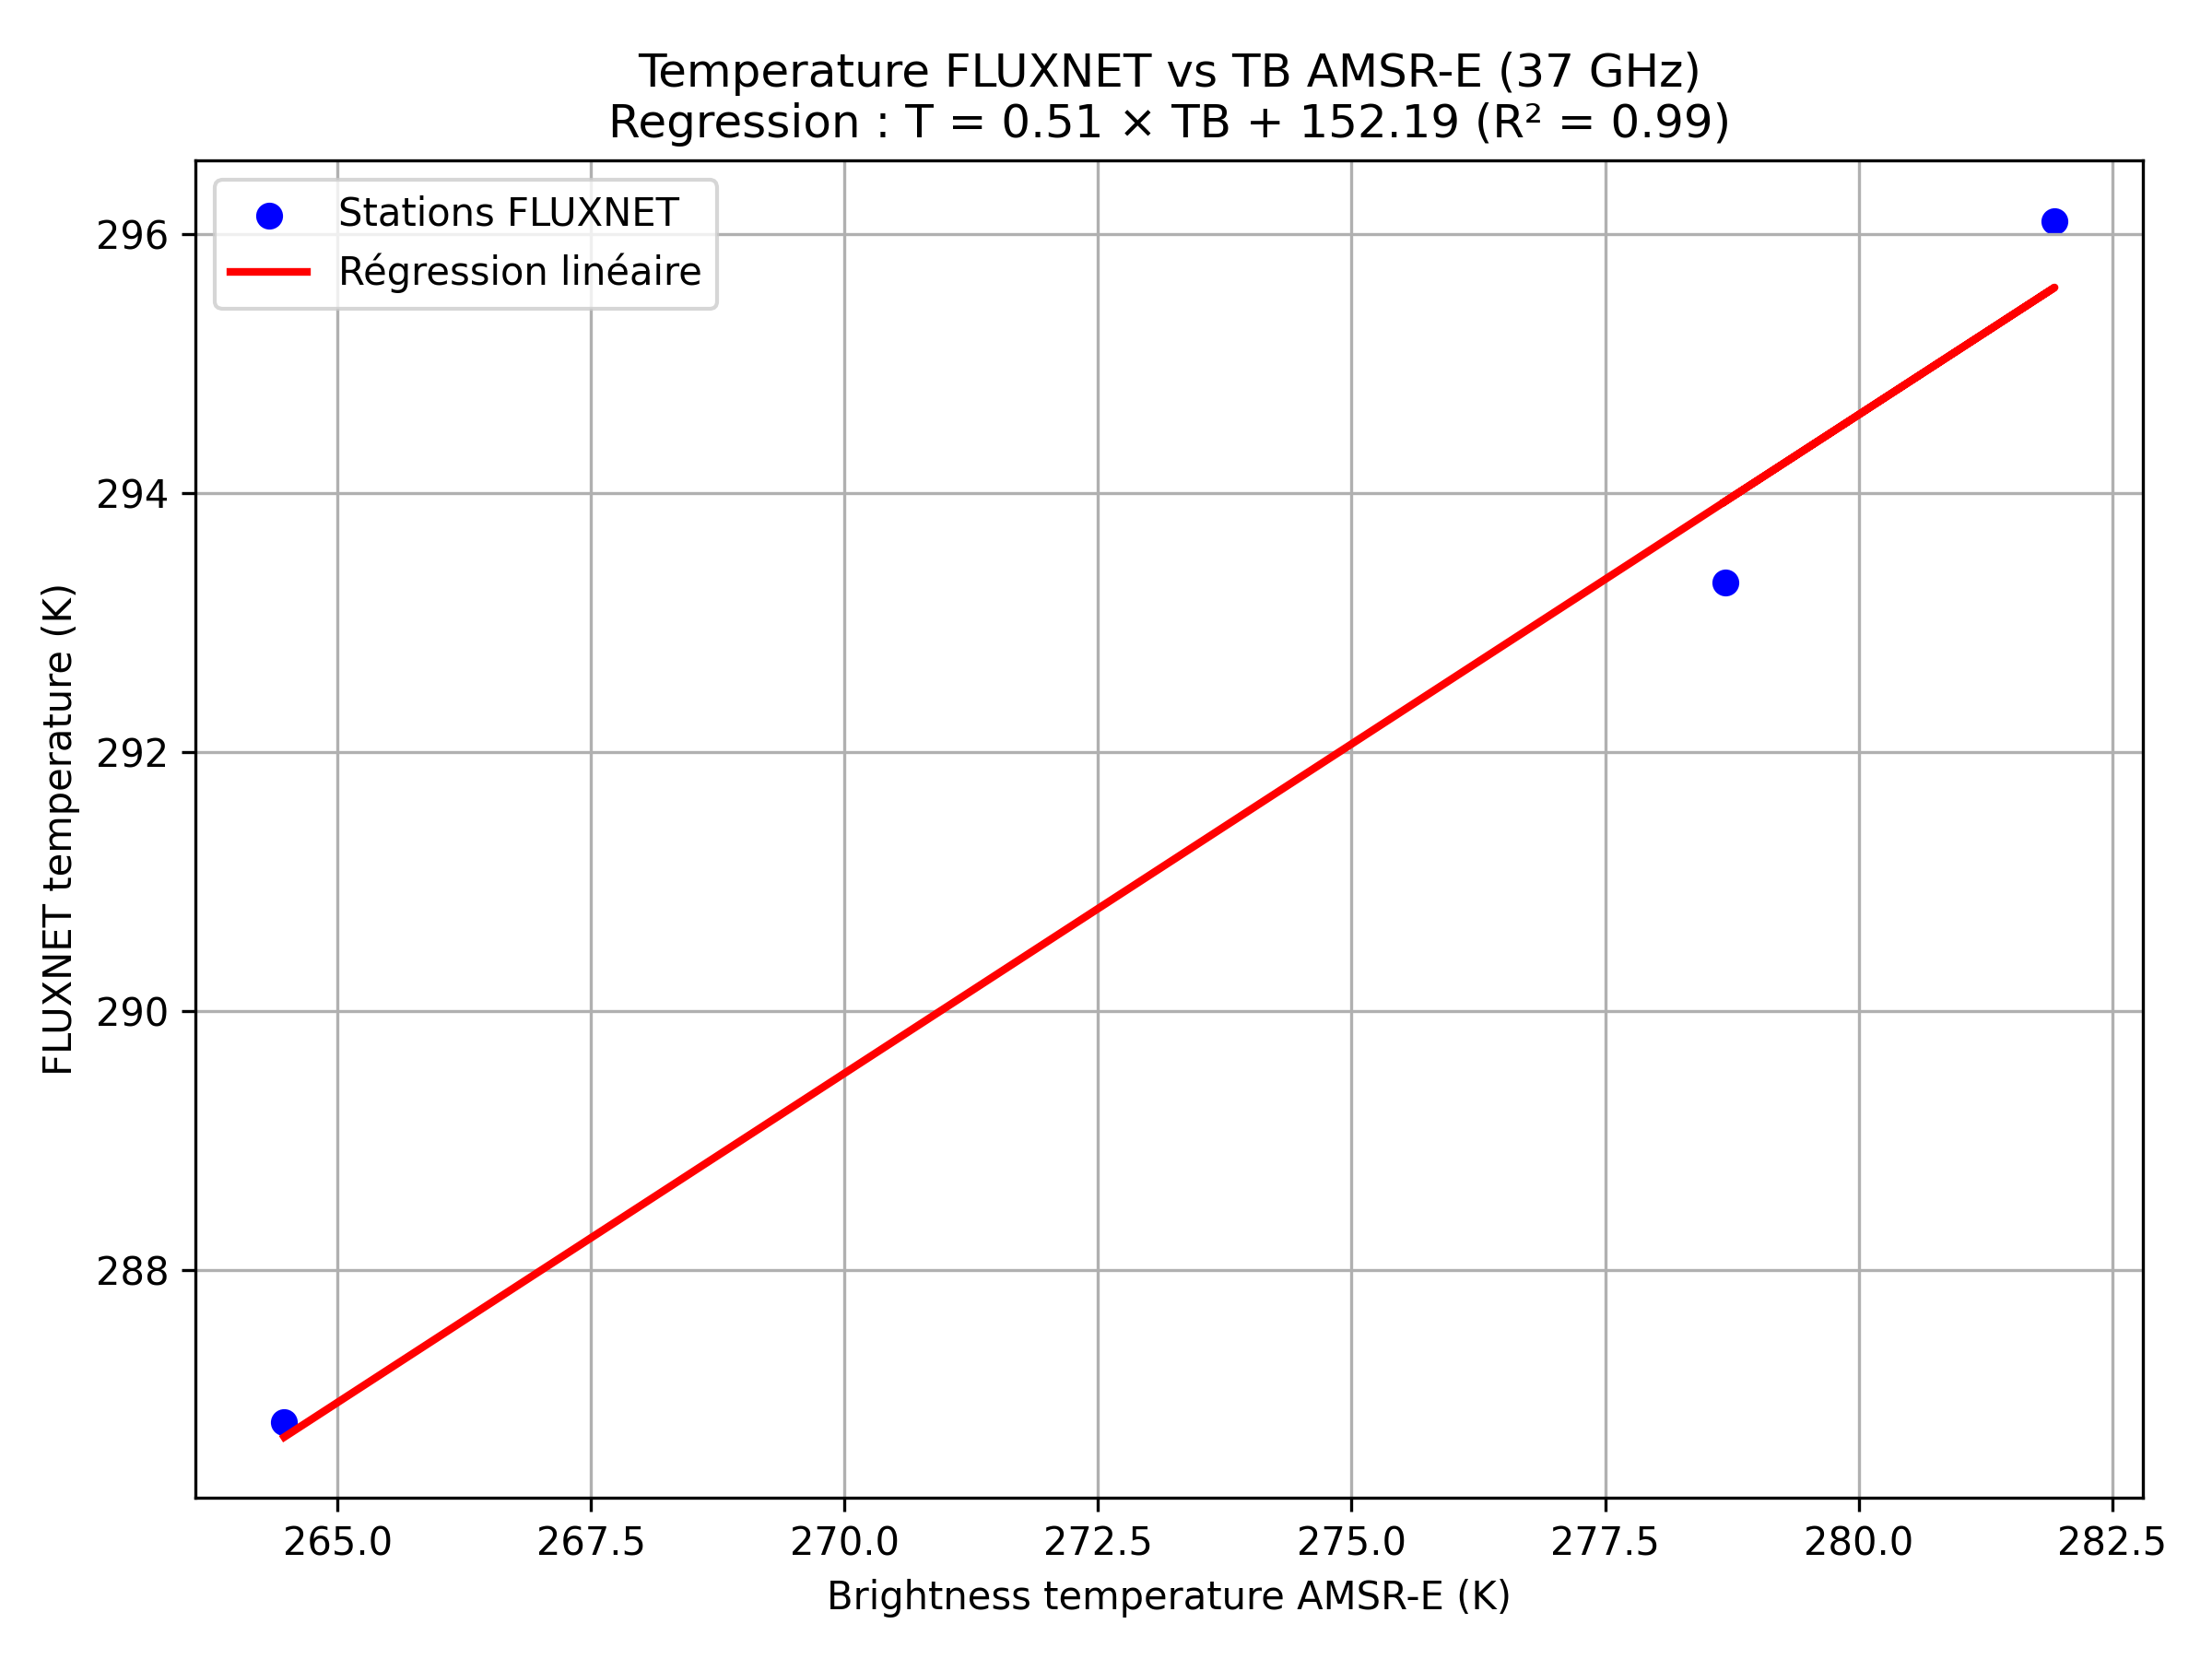 Temperature FLUXNET vs TB AMSR-E (37 GHz)
Regression : T = 0.51 × TB + 152.19 (R² = 0.99)
Stations FLUXNET
Régression linéaire
296
294
292
290
288
FLUXNET temperature (K)
265.0 267.5 270.0 272.5 275.0 277.5 280.0 282.5
Brightness temperature AMSR-E (K)